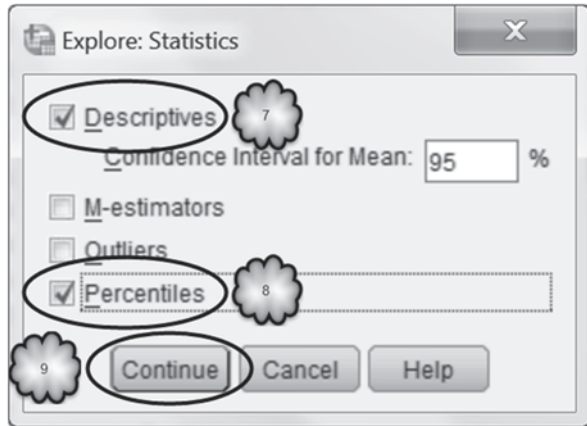 Explore: Statistics
Descriptives 7
Confidence Interval for Mean: 95 %
M-estimators
Outliers
Percentiles 8
9 Continue Cancel Help